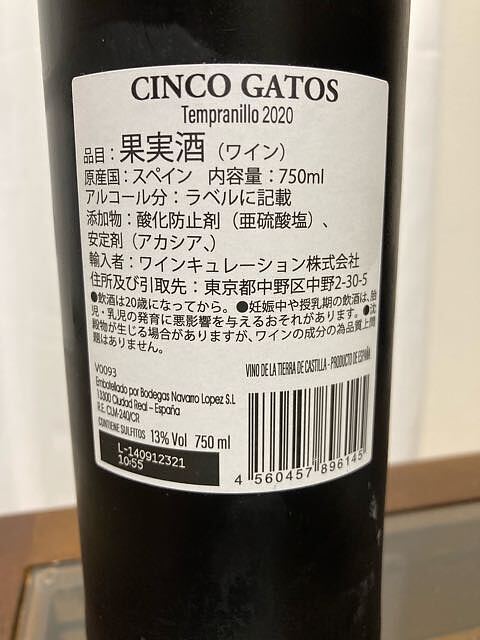 CINCO GATOS
Tempranillo 2020
品目：果実酒（ワイン）
原産国：スペイン　内容量：750ml
アルコール分：ラベルに記載
添加物：酸化防止剤（亜硫酸塩）、
安定剤（アカシア、）
輸入者：ワインキュレーション株式会社
住所及び引取先：東京都中野区中野2-30-5
●飲酒は20歳になってから。●妊娠中や授乳期の飲酒は、胎
児・乳児の発育に悪影響を与えるおそれがあります。●沈
殿物が生じる場合がありますが、ワインの成分の為品質上問
題はありません。
V0093
Embotellado por Bodegas Navarro Lopez S.L
13300 Ciudad Real – España
R.E. CLM-240/CR
CONTIENE SULFITOS 13% Vol 750 ml
L-140912321
10:55
VINO DE LA TIERRA DE CASTILLA - PRODUCTO DE ESPAÑA
4 560457 896145